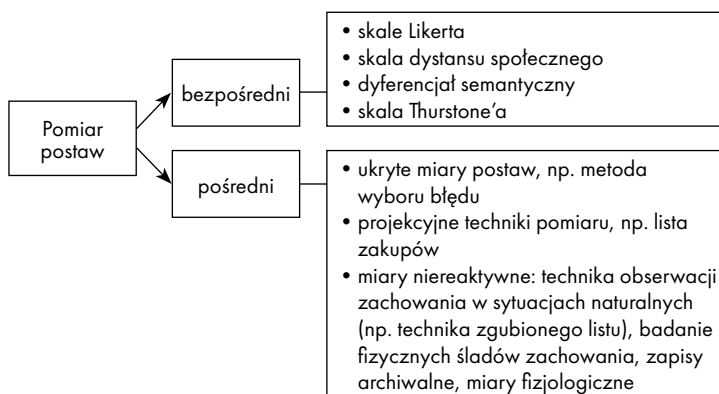 Pomiar
postaw
bezpośredni
• skale Likerta
• skala dystansu społecznego
• dyferencjał semantyczny
• skala Thurstone’a
pośredni
• ukryte miary postaw, np. metoda
wyboru błędu
• projekcyjne techniki pomiaru, np. lista
zakupów
• miary niereaktywne: technika obserwacji
zachowania w sytuacjach naturalnych
(np. technika zgubionego listu), badanie
fizycznych śladów zachowania, zapisy
archiwalne, miary fizjologiczne